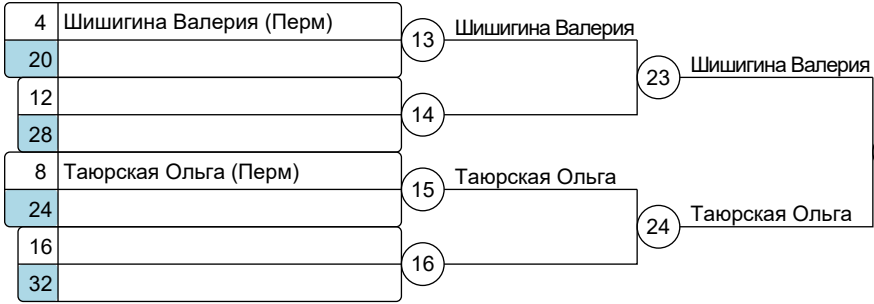 4 Шишигина Валерия (Перм)
20
12
28
8 Таюрская Ольга (Перм)
24
16
32
13 Шишигина Валерия
14
15 Таюрская Ольга
16
23 Шишигина Валерия
24 Таюрская Ольга